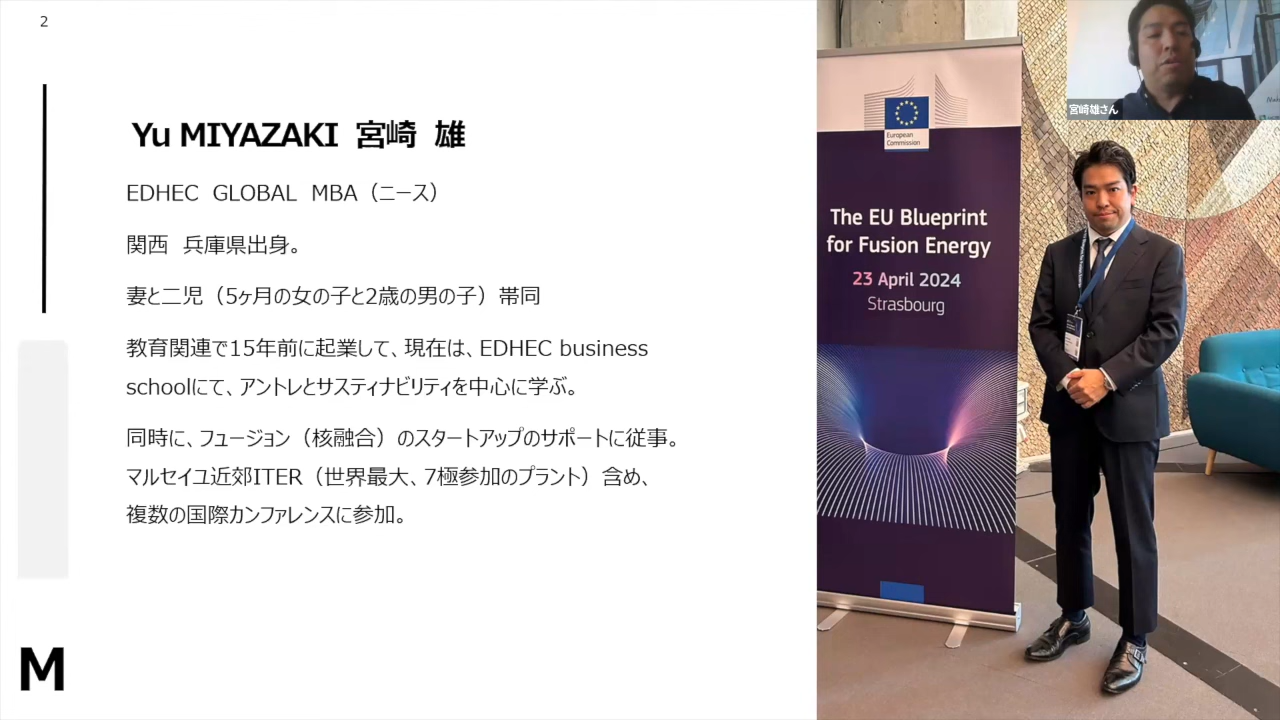 2
Yu MIYAZAKI 宮崎 雄
EDHEC GLOBAL MBA（ニース）
関西 兵庫県出身。
妻と二児（5ヶ月の女の子と2歳の男の子）帯同
教育関連で15年前に起業して、現在は、EDHEC business
schoolにて、アントレとサスティナビリティを中心に学ぶ。
同時に、フュージョン（核融合）のスタートアップのサポートに従事。
マルセイユ近郊ITER（世界最大、7極参加のプラント）含め、
複数の国際カンファレンスに参加。
M
European
Commission
The EU Blueprint
for Fusion Energy
23 April 2024
Strasbourg
宮崎雄さん